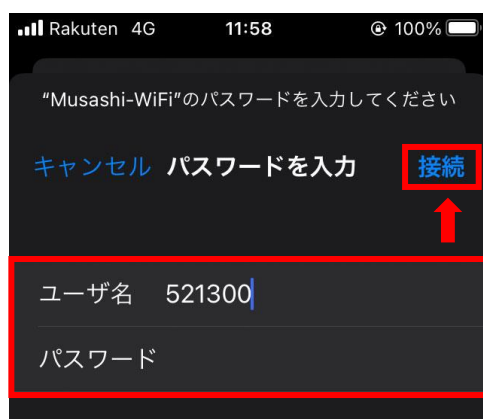 Rakuten 4G 11:58 100%
“Musashi-WiFi”のパスワードを入力してください
キャンセル パスワードを入力 接続
ユーザ名 521300
パスワード